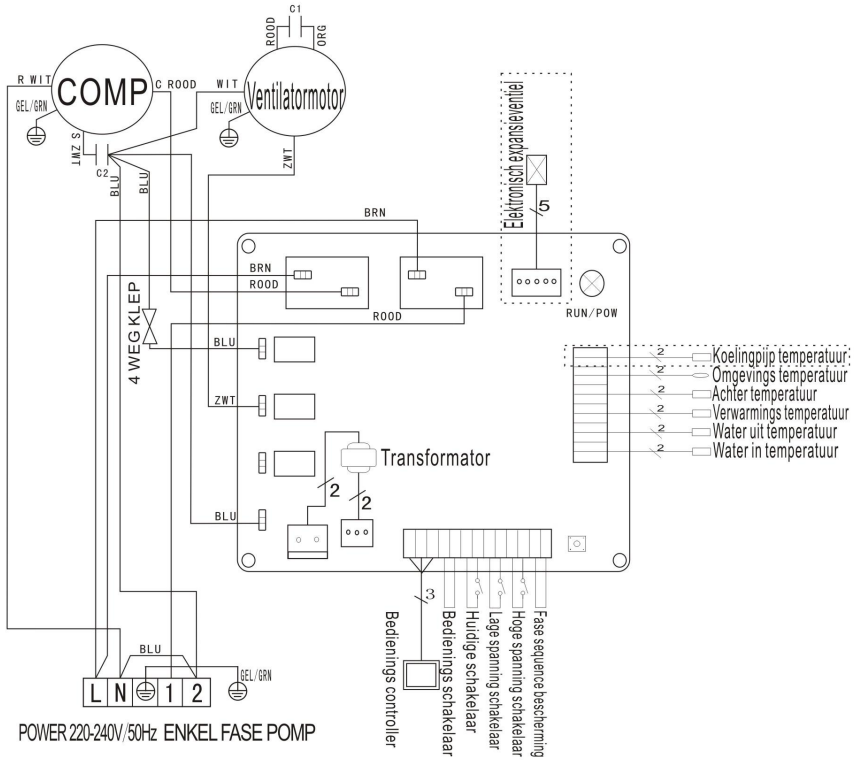 C1
ROOD
ORG
R WIT
COMP
C ROOD
WIT
Ventilatormotor
GEL/GRN
GEL/GRN
S ZWT
C2
BLU
BLU
ZWT
Elektronisch expansieventiel
5
BRN
BRN
ROOD
ROOD
RUN/POW
4 WEG KLEP
BLU
ZWT
BLU
Transformator
2
2
2 Koelingpijp temperatuur
2 Omgevings temperatuur
2 Achter temperatuur
2 Verwarmings temperatuur
2 Water uit temperatuur
2 Water in temperatuur
3
Bedienings controller
Bedienings schakelaar
Huidige schakelaar
Lage spanning schakelaar
Hoge spanning schakelaar
Fase sequence bescherming
BLU
GEL/GRN
L N 1 2
POWER 220-240V/50Hz ENKEL FASE POMP